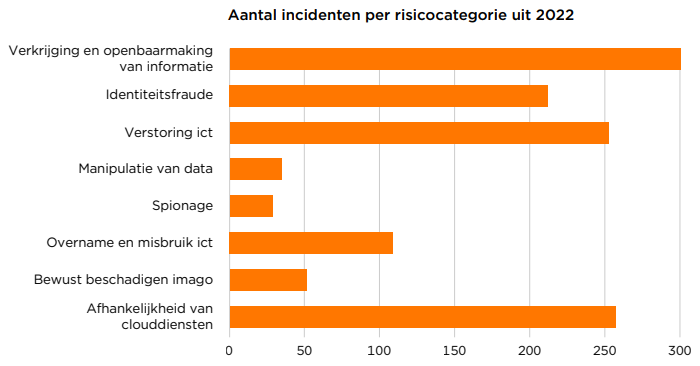 Aantal incidenten per risicocategorie uit 2022
Verkrijging en openbaarmaking
van informatie
Identiteitsfraude
Verstoring ict
Manipulatie van data
Spionage
Overname en misbruik ict
Bewust beschadigen imago
Afhankelijkheid van
clouddiensten
0 50 100 150 200 250 300